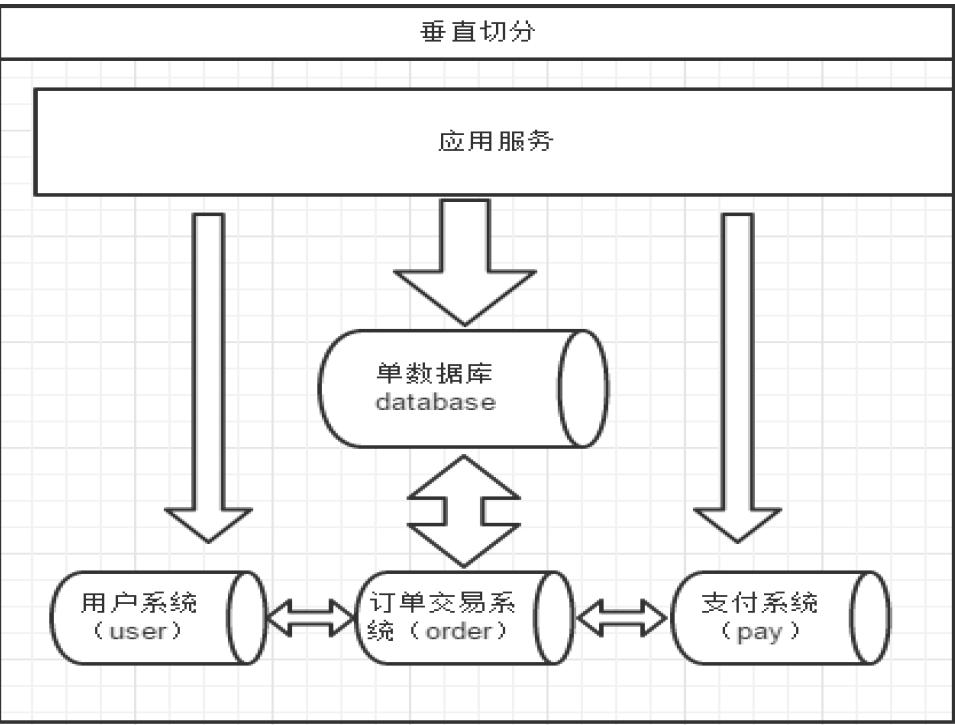 垂直切分
应用服务
单数据库
database
用户系统
（user）
订单交易系
统（order）
支付系统
（pay）